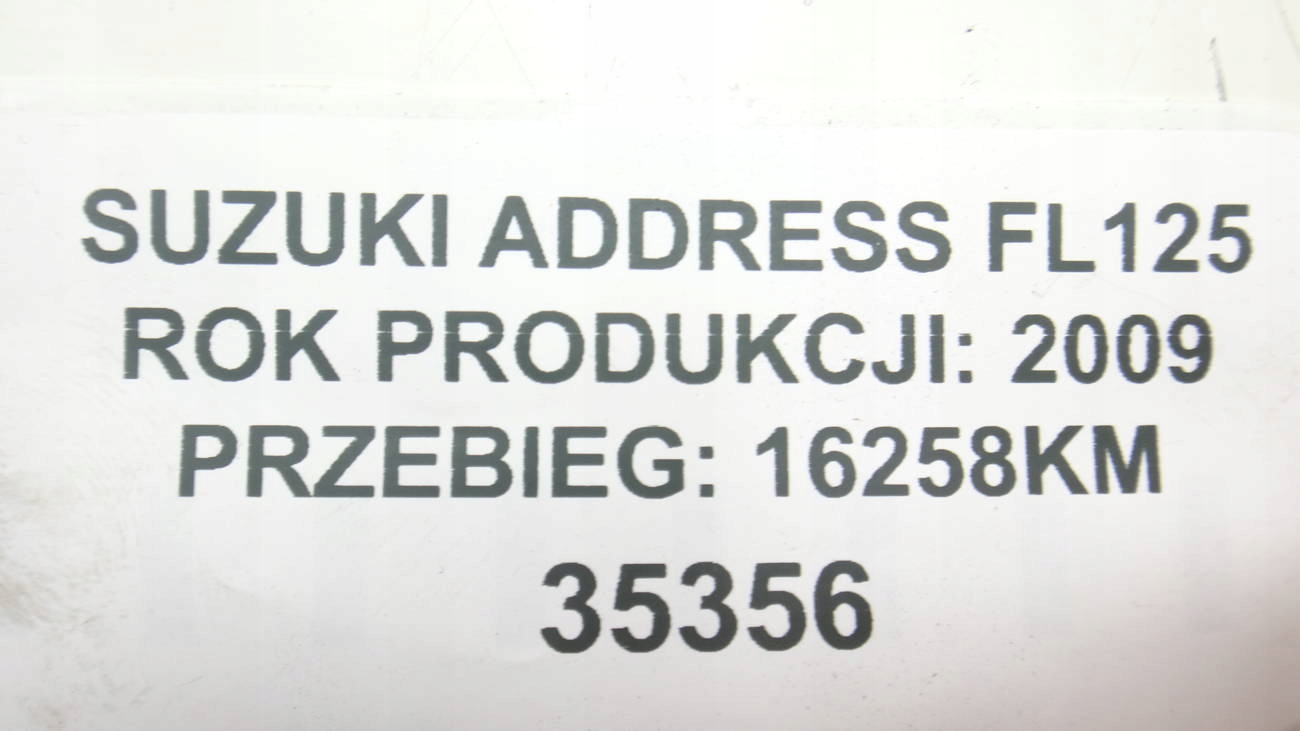 SUZUKI ADDRESS FL125
ROK PRODUKCJI: 2009
PRZEBIEG: 16258KM
35356